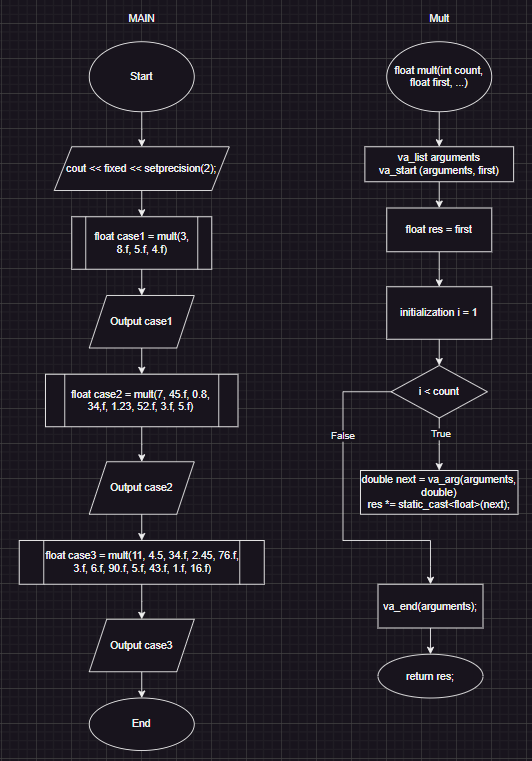 MAIN
Start
cout << fixed << setprecision(2);
float case1 = mult(3,
8.f, 5.f, 4.f)
Output case1
float case2 = mult(7, 45.f, 0.8,
34,f, 1.23, 52.f, 3.f, 5.f)
Output case2
float case3 = mult(11, 4.5, 34.f, 2.45, 76.f,
3.f, 6.f, 90.f, 5.f, 43.f, 1.f, 16.f)
Output case3
End
Mult
float mult(int count,
float first, ...)
va_list arguments
va_start (arguments, first)
float res = first
initialization i = 1
i < count
False
True
double next = va_arg(arguments,
double)
res *= static_cast<float>(next);
va_end(arguments);
return res;